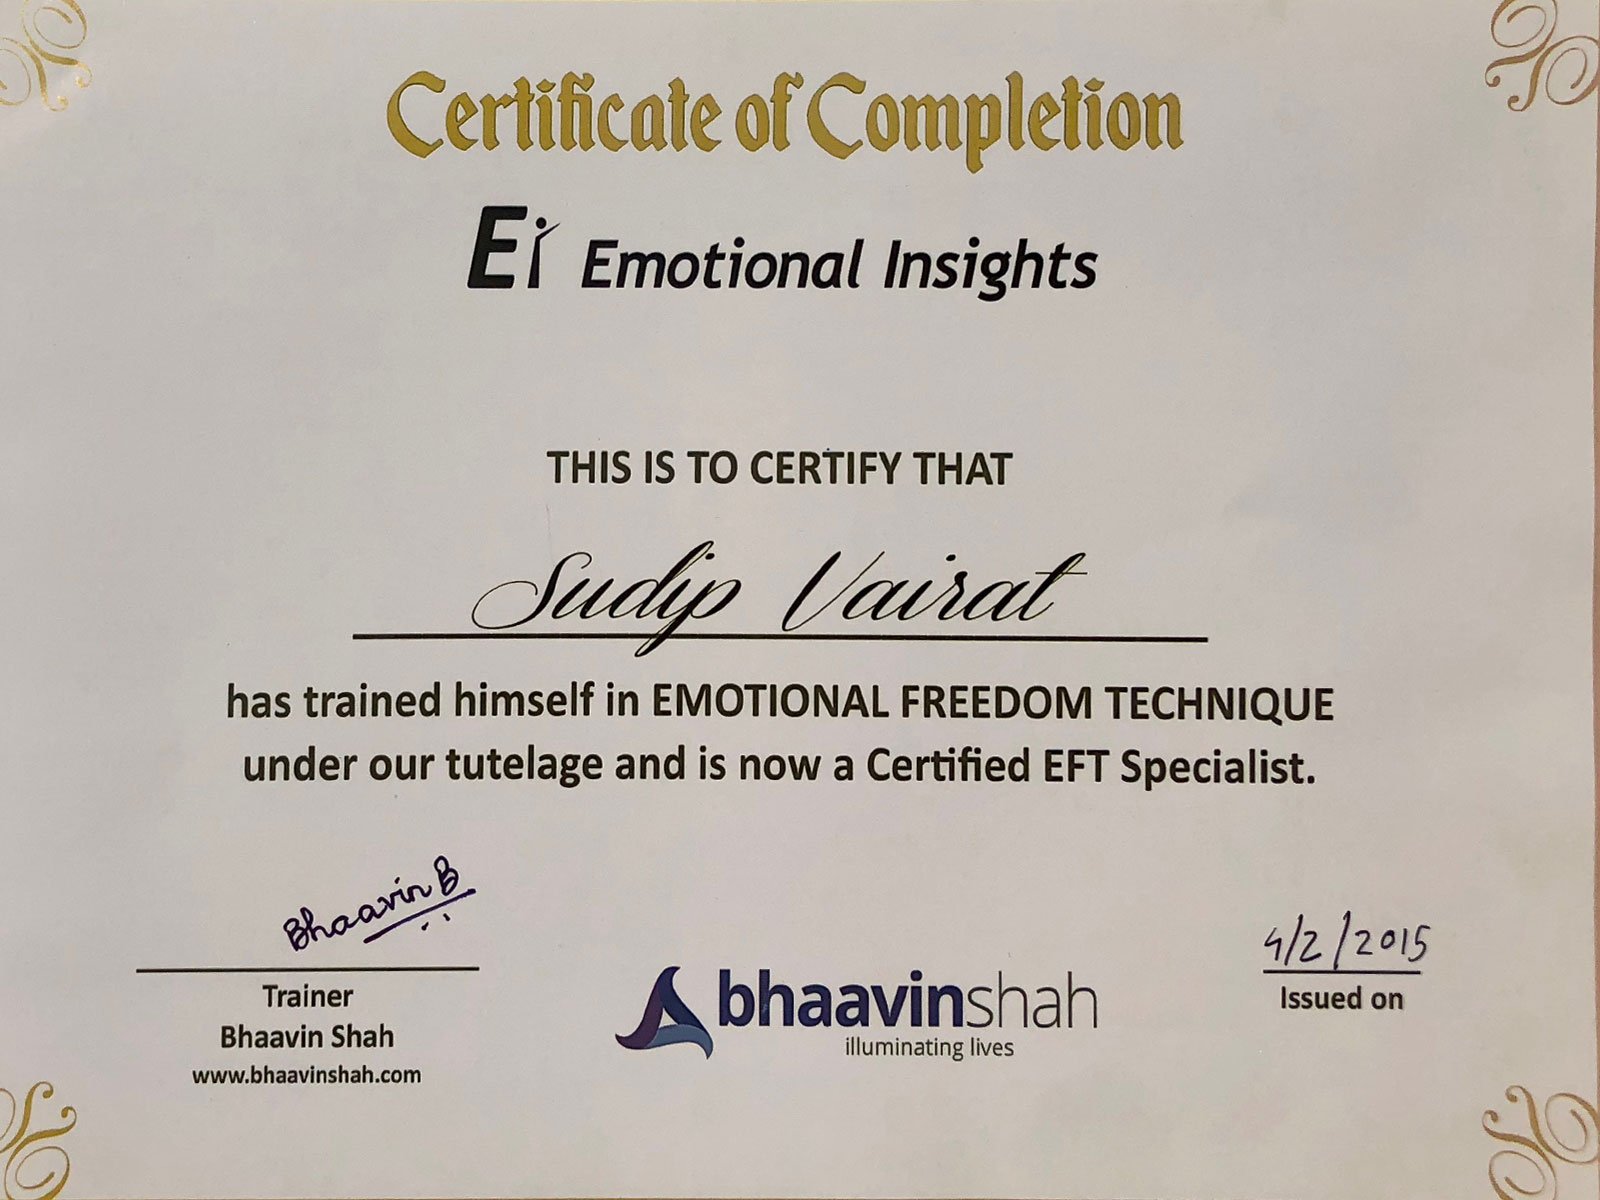 Certificate of Completion
Ei Emotional Insights
THIS IS TO CERTIFY THAT
Sudip Vairat
has trained himself in EMOTIONAL FREEDOM TECHNIQUE
under our tutelage and is now a Certified EFT Specialist.
Bhaavin B
Trainer
Bhaavin Shah
www.bhaavinshah.com
bhaavinshah
illuminating lives
4/2/2015
Issued on